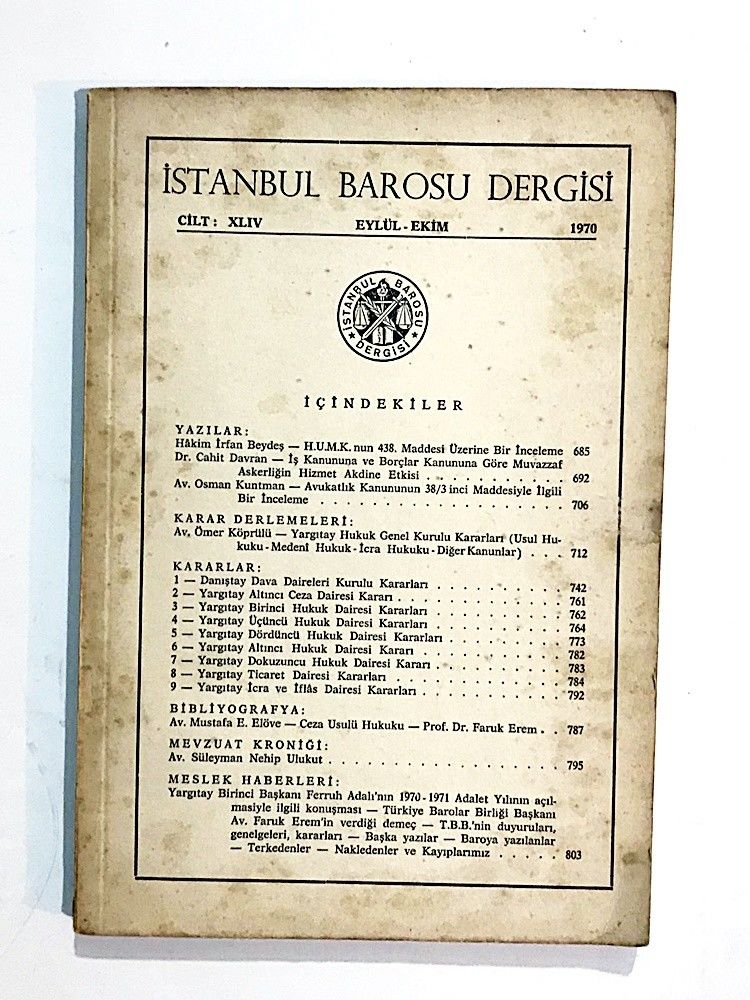 İSTANBUL BAROSU DERGİSİ
CİLT: XLIV EYLÜL-EKİM 1970
İSTANBUL BAROSU
DERGİSİ
İÇİNDEKİLER
YAZILAR:
Hâkim İrfan Beydeş — H.U.M.K. nun 438. Maddesi Üzerine Bir İnceleme 685
Dr. Cahit Davran — İş Kanununa ve Borçlar Kanununa Göre Muvazzaf
Askerliğin Hizmet Akdine Etkisi . . . . . . . . . . 692
Av. Osman Kuntman — Avukatlık Kanununun 38/3 inci Maddesiyle İlgili
Bir İnceleme . . . . . . . . . . . . . . . . . . . 706
KARAR DERLEMELERİ:
Av. Ömer Köprülü — Yargıtay Hukuk Genel Kurulu Kararları (Usul Hu-
kuku-Medenî Hukuk-İcra Hukuku-Diğer Kanunlar) . . . 712
KARARLAR:
1 — Danıştay Dava Daireleri Kurulu Kararları . . . . . . . . . . 742
2 — Yargıtay Altıncı Ceza Dairesi Kararı . . . . . . . . . . . . 761
3 — Yargıtay Birinci Hukuk Dairesi Kararları . . . . . . . . . . 762
4 — Yargıtay Üçüncü Hukuk Dairesi Kararları . . . . . . . . . . 764
5 — Yargıtay Dördüncü Hukuk Dairesi Kararları . . . . . . . . . 773
6 — Yargıtay Altıncı Hukuk Dairesi Kararı . . . . . . . . . . . 782
7 — Yargıtay Dokuzuncu Hukuk Dairesi Kararı . . . . . . . . . . 783
8 — Yargıtay Ticaret Dairesi Kararları . . . . . . . . . . . . . 784
9 — Yargıtay İcra ve İflâs Dairesi Kararları . . . . . . . . . . 792
BİBLİYOGRAFYA:
Av. Mustafa E. Elöve — Ceza Usulü Hukuku — Prof. Dr. Faruk Erem . . 787
MEVZUAT KRONİĞİ:
Av. Süleyman Nehip Ulukut . . . . . . . . . . . . . . . . . . 795
MESLEK HABERLERİ:
Yargıtay Birinci Başkanı Ferruh Adalı'nın 1970-1971 Adalet Yılının açıl-
masiyle ilgili konuşması — Türkiye Barolar Birliği Başkanı
Av. Faruk Erem'in verdiği demeç — T.B.B.'nin duyuruları,
genelgeleri, kararları — Başka yazılar — Baroya yazılanlar
— Terkedenler — Nakledenler ve Kayıplarımız . . . . . 803